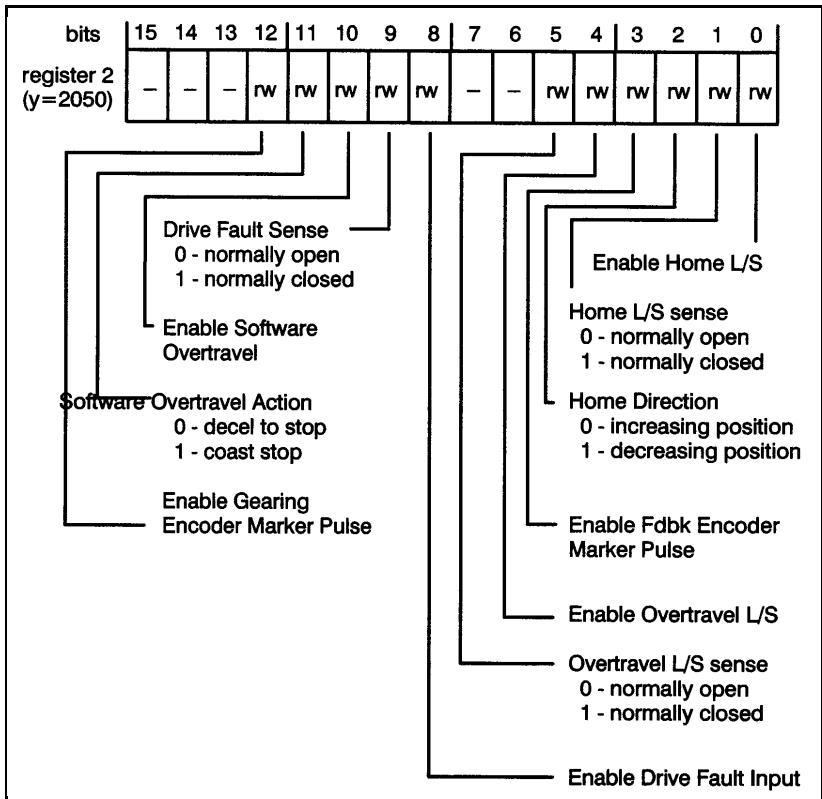 bits 15 14 13 12 11 10 9 8 7 6 5 4 3 2 1 0
register 2
(y=2050)
– – – rw rw rw rw rw – – rw rw rw rw rw rw
Drive Fault Sense
0 - normally open
1 - normally closed
Enable Software
Overtravel
Software Overtravel Action
0 - decel to stop
1 - coast stop
Enable Gearing
Encoder Marker Pulse
Enable Home L/S
Home L/S sense
0 - normally open
1 - normally closed
Home Direction
0 - increasing position
1 - decreasing position
Enable Fdbk Encoder
Marker Pulse
Enable Overtravel L/S
Overtravel L/S sense
0 - normally open
1 - normally closed
Enable Drive Fault Input